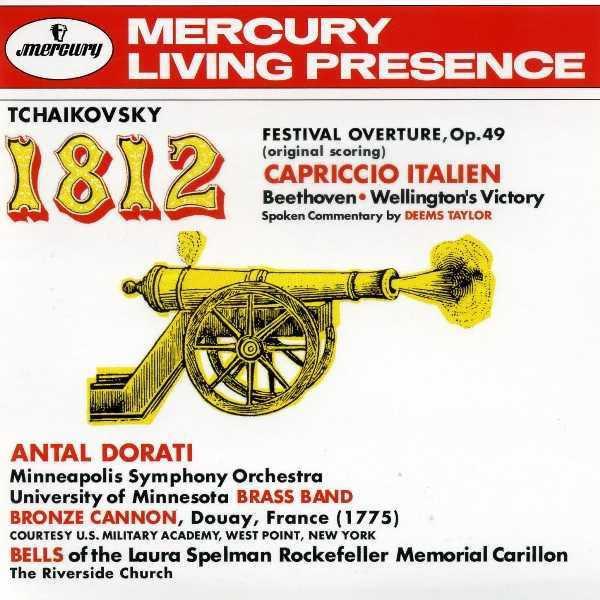 mercury
MERCURY
LIVING PRESENCE
TCHAIKOVSKY
1812
FESTIVAL OVERTURE, Op. 49
(original scoring)
CAPRICCIO ITALIEN
Beethoven • Wellington's Victory
Spoken Commentary by DEEMS TAYLOR
ANTAL DORATI
Minneapolis Symphony Orchestra
University of Minnesota BRASS BAND
BRONZE CANNON, Douay, France (1775)
COURTESY U.S. MILITARY ACADEMY, WEST POINT, NEW YORK
BELLS of the Laura Spelman Rockefeller Memorial Carillon
The Riverside Church